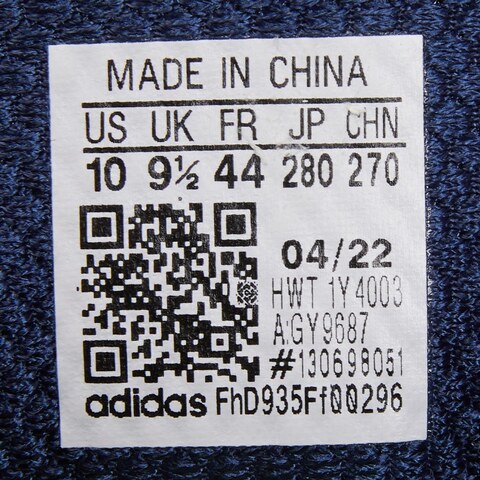 MADE IN CHINA
US UK FR JP CHN
10 9½ 44 280 270
04/22
HWT 1Y4003
A:GY9687
#130698051
adidas FhD935Ff00296